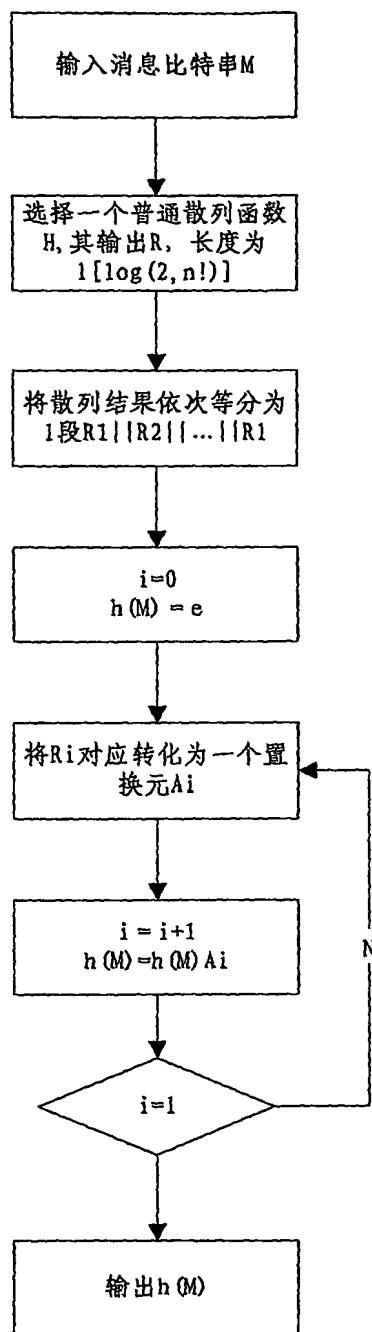 输入消息比特串M
选择一个普通散列函数
H,其输出R，长度为
l[log(2,n!)]
将散列结果依次等分为
l段R1||R2||…||Rl
i=0
h(M)=e
将Ri对应转化为一个置
换元Ai
i=i+1
h(M)=h(M)Ai
N
i=l
输出h(M)